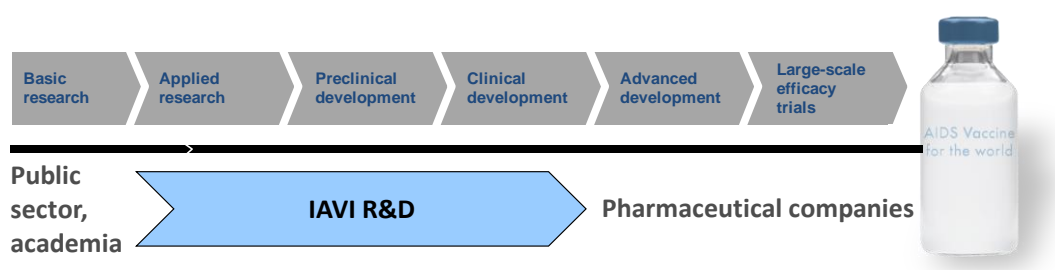 Basic
research
Applied
research
Preclinical
development
Clinical
development
Advanced
development
Large-scale
efficacy
trials
AIDS Vaccine
for the world
Public
sector,
academia
IAVI R&D
Pharmaceutical companies